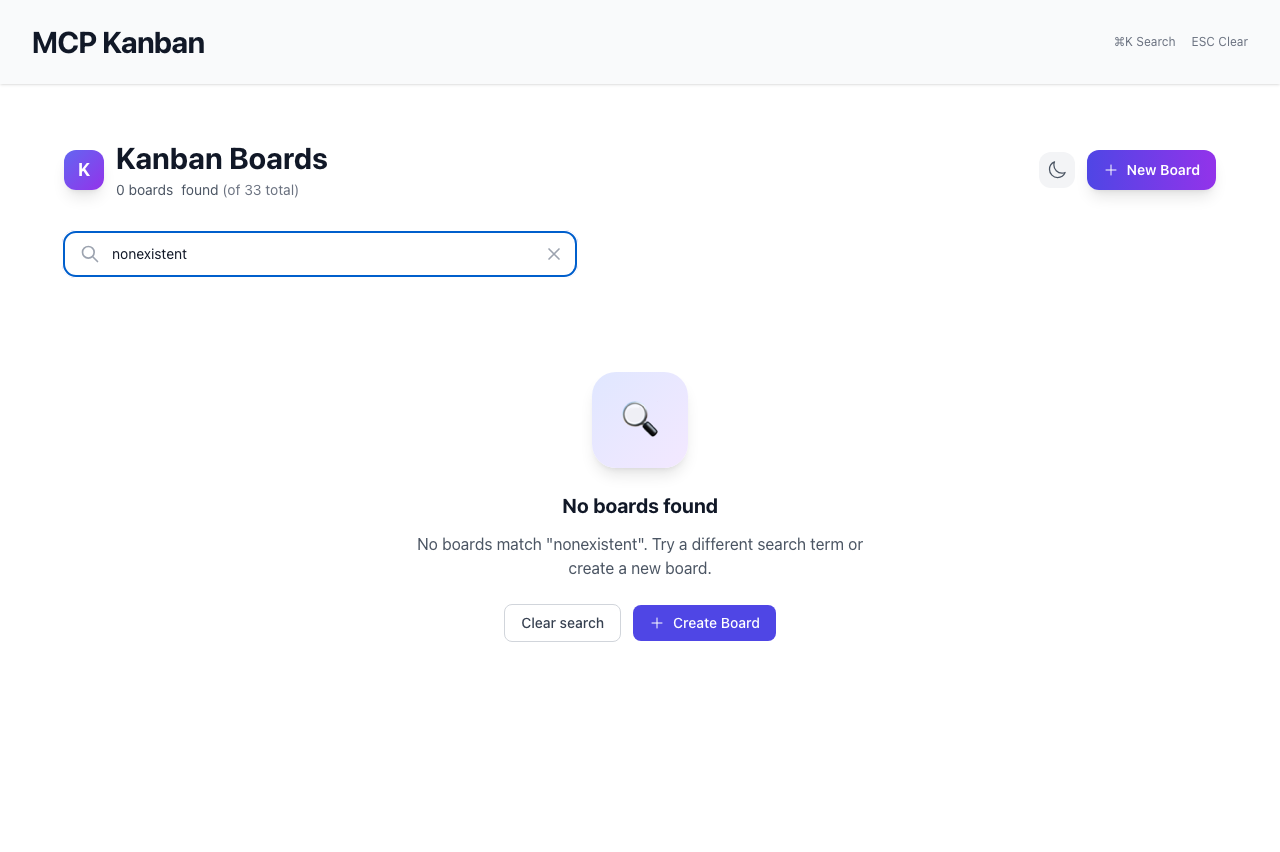 MCP Kanban
⌘K Search ESC Clear
K
Kanban Boards
0 boards found (of 33 total)
New Board
nonexistent
No boards found
No boards match "nonexistent". Try a different search term or
create a new board.
Clear search
Create Board